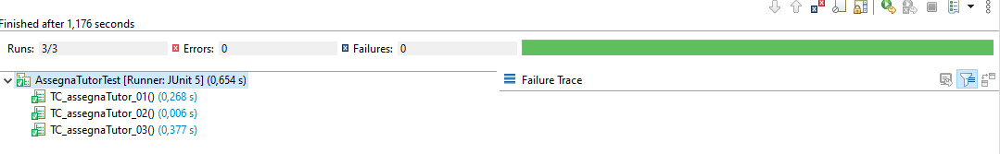 Finished after 1,176 seconds
Runs: 3/3 Errors: 0 Failures: 0
AssegnaTutorTest [Runner: JUnit 5] (0,654 s)
Failure Trace
TC_assegnaTutor_01() (0,268 s)
TC_assegnaTutor_02() (0,006 s)
TC_assegnaTutor_03() (0,377 s)